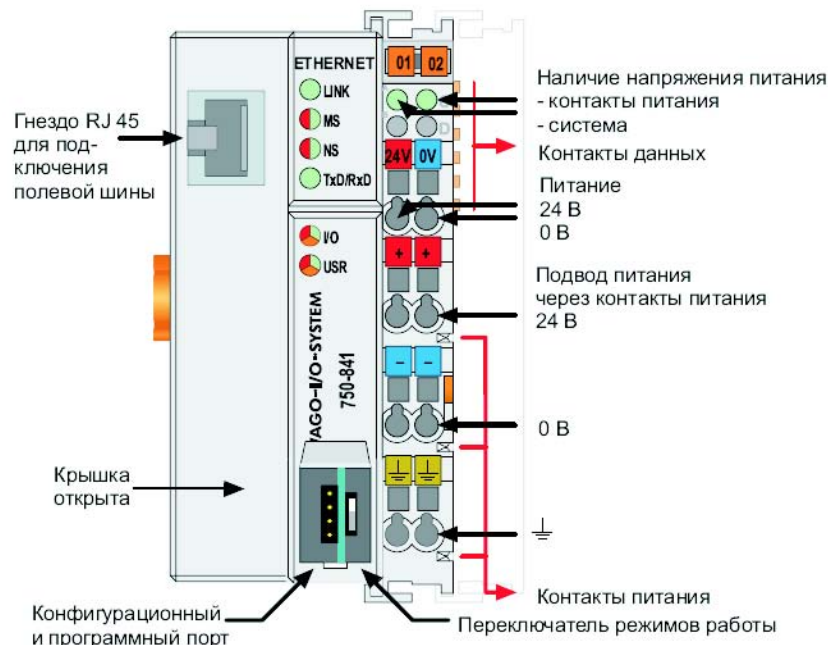 Гнездо RJ 45
для под-
ключения
полевой шины
Крышка
открыта
Конфигурационный
и программный порт
ETHERNET
LINK
MS
NS
TxD/RxD
I/O
USR
WAGO-I/O-SYSTEM
750-841
01 02
24V 0V
+ +
- -
Наличие напряжения питания
- контакты питания
- система
Контакты данных
Питание
24 В
0 В
Подвод питания
через контакты питания
24 В
0 В
Контакты питания
Переключатель режимов работы